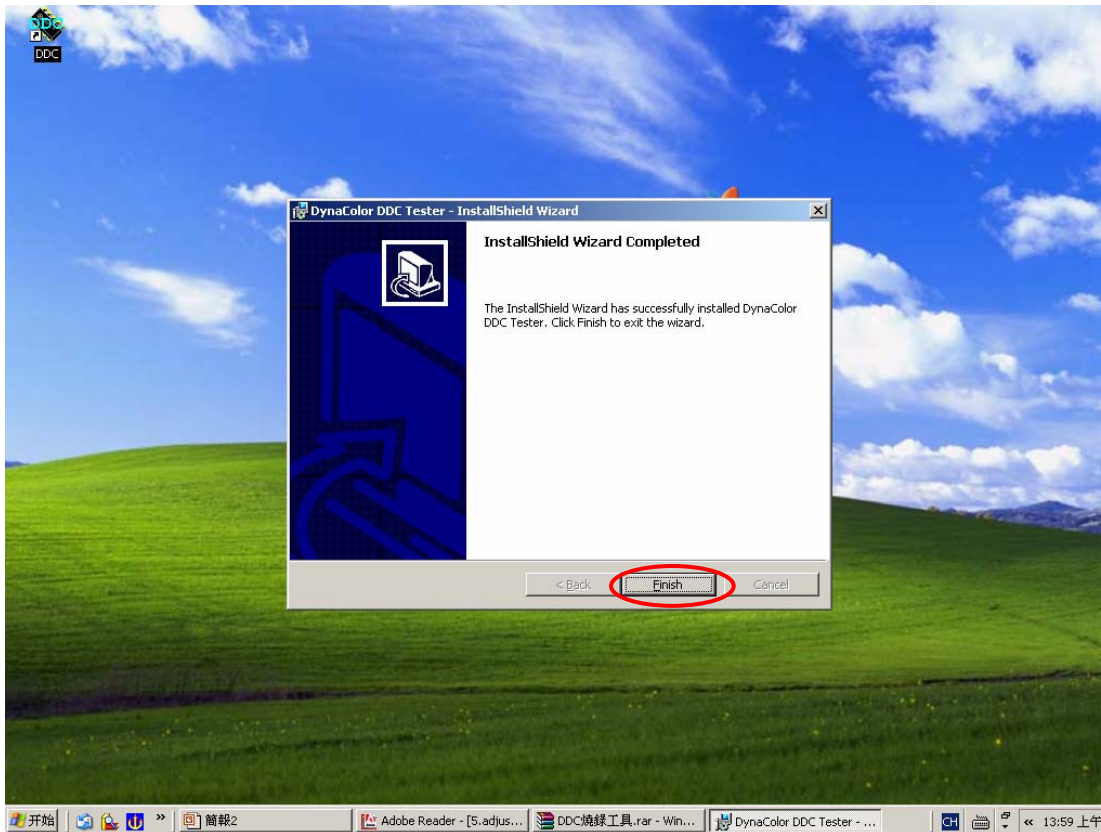 DDC
DDC
DynaColor DDC Tester - InstallShield Wizard
InstallShield Wizard Completed
The InstallShield Wizard has successfully installed DynaColor
DDC Tester. Click Finish to exit the wizard.
< Back
Finish
Cancel
开始
»
簡報2
Adobe Reader - [5.adjus...
DDC燒錄工具.rar - Win...
DynaColor DDC Tester - ...
CH
«
13:59 上午